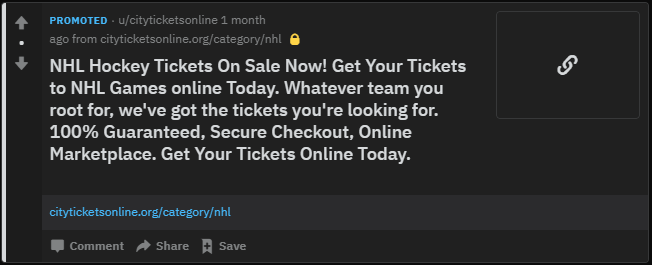 PROMOTED · u/cityticketsonline 1 month
ago from cityticketsonline.org/category/nhl
NHL Hockey Tickets On Sale Now! Get Your Tickets
to NHL Games online Today. Whatever team you
root for, we've got the tickets you're looking for.
100% Guaranteed, Secure Checkout, Online
Marketplace. Get Your Tickets Online Today.
cityticketsonline.org/category/nhl
Comment Share Save